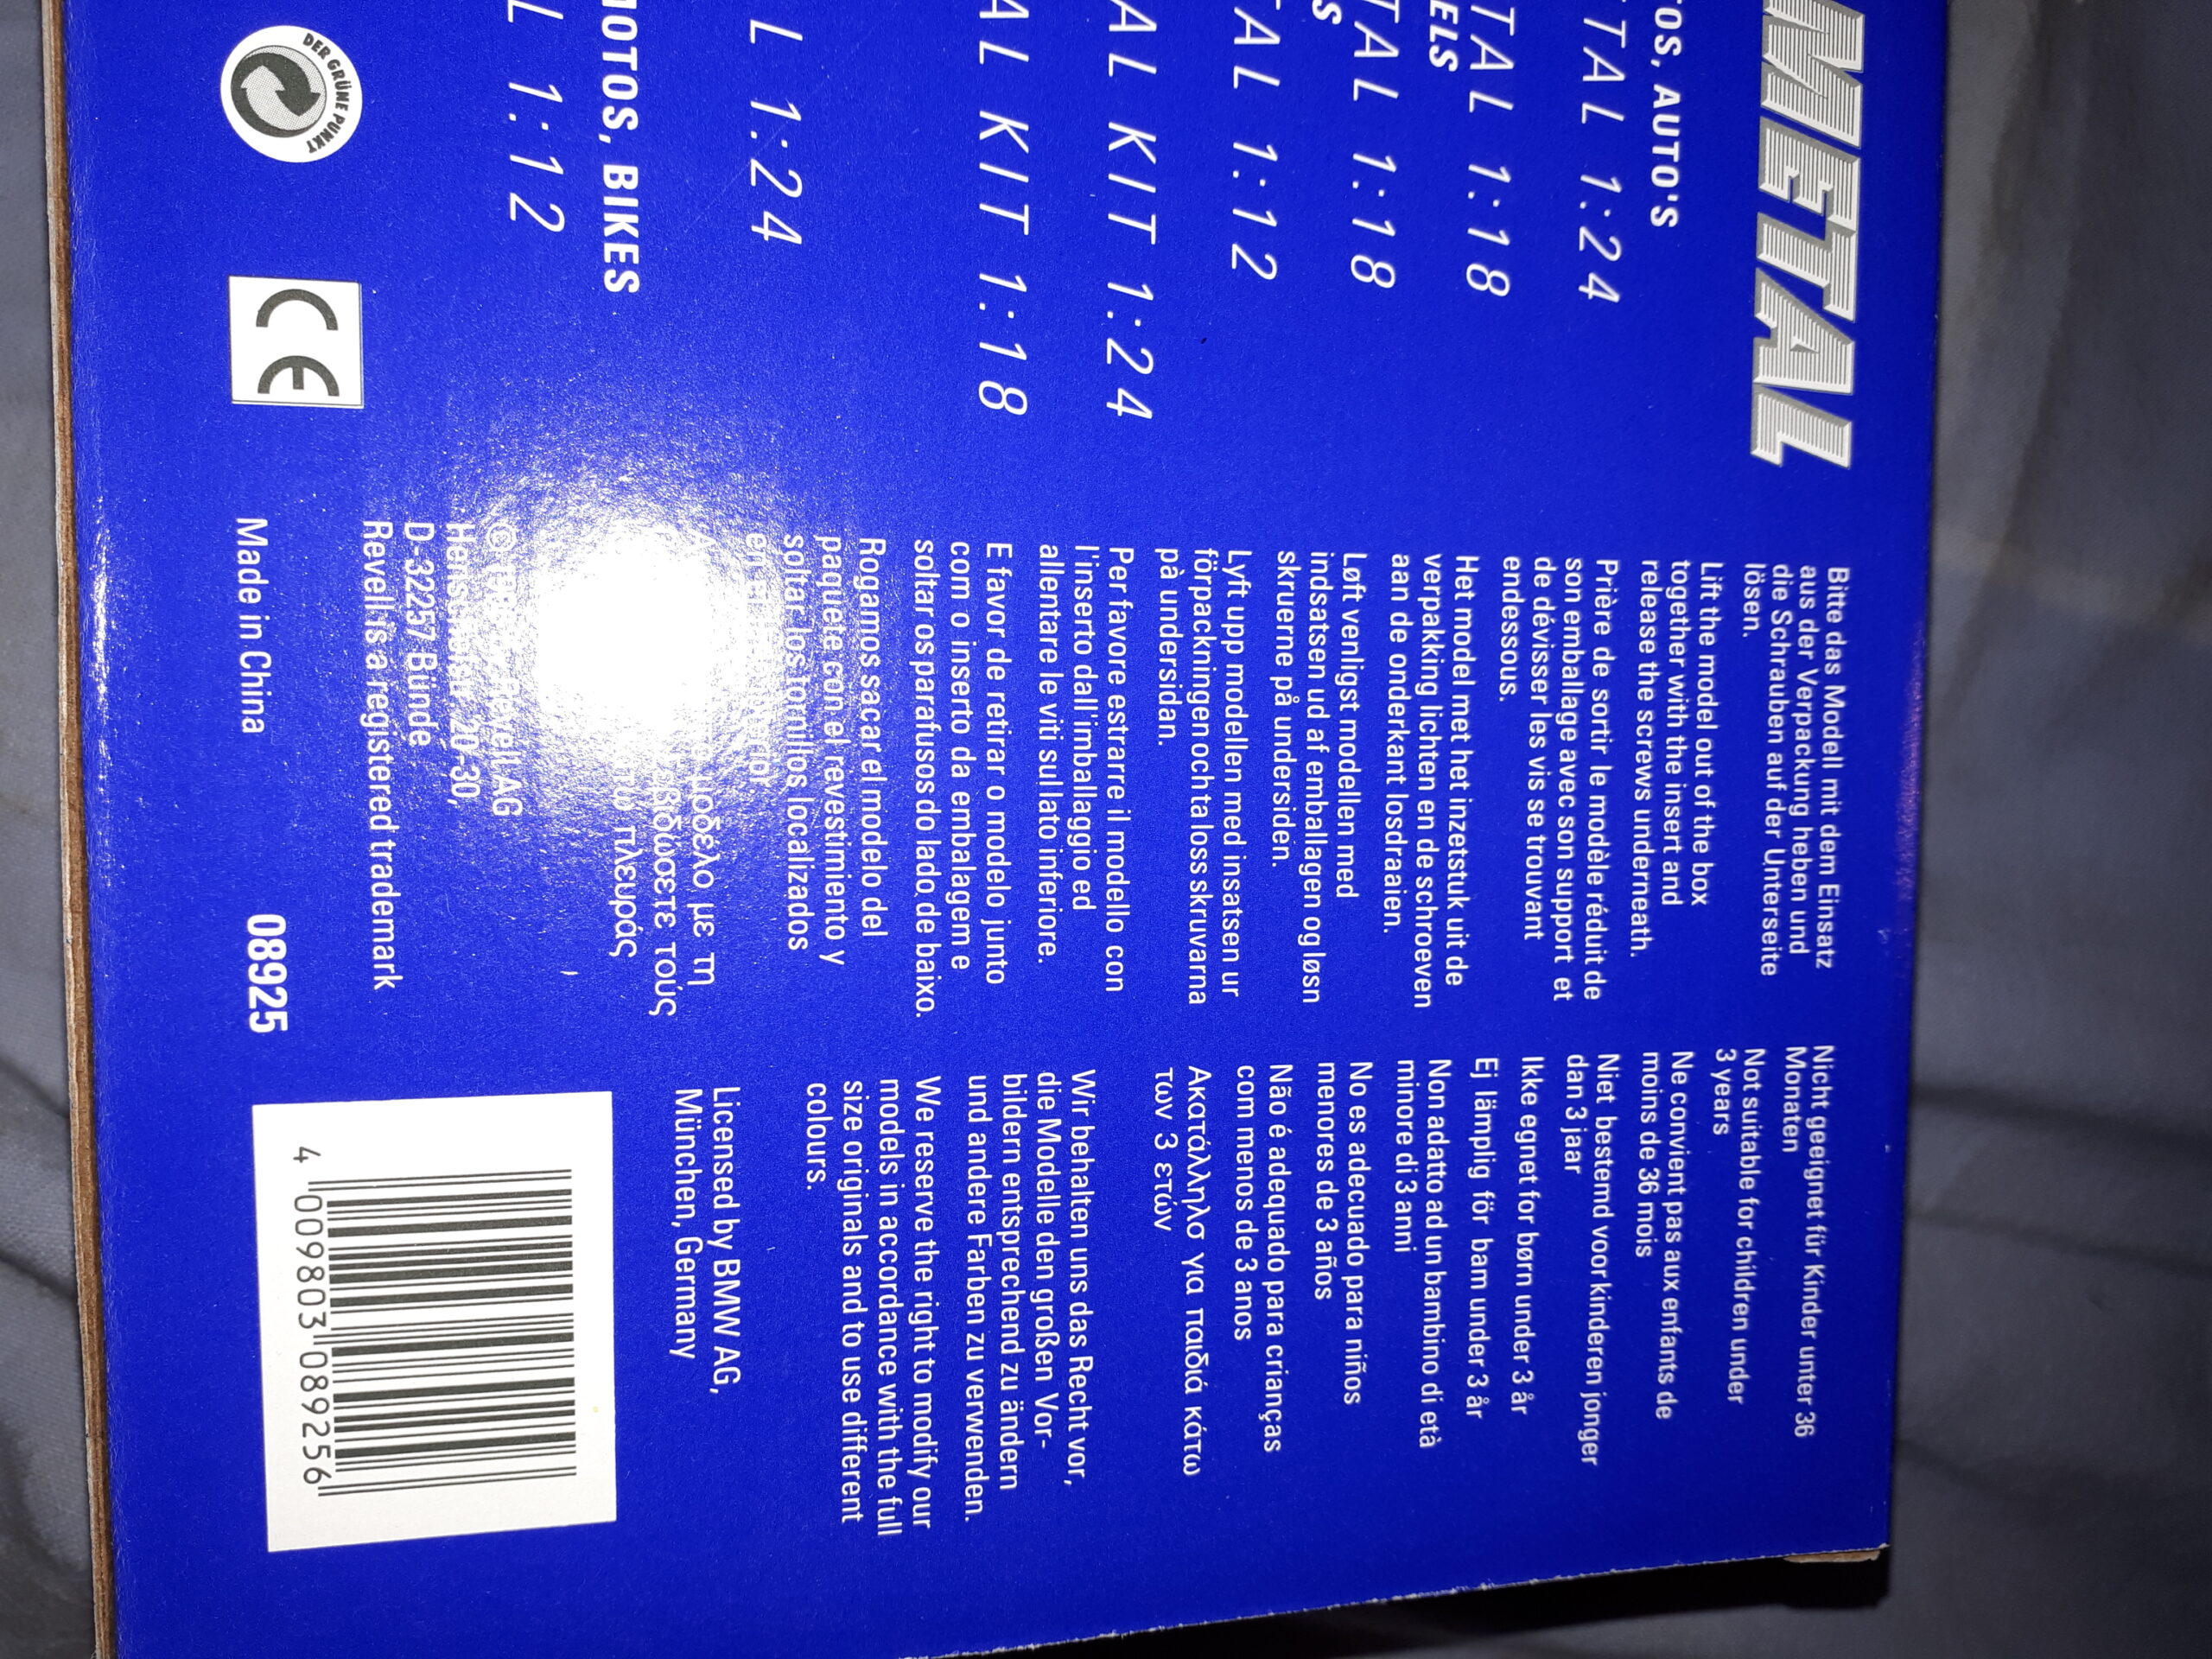 METAL
TOS, AUTO'S
TAL 1:24
TAL 1:18
ELS
TAL 1:18
S
TAL 1:12
AL KIT 1:24
AL KIT 1:18
L 1:24
MOTOS, BIKES
L 1:12
DER GRÜNE PUNKT
CE
Bitte das Modell mit dem Einsatz
aus der Verpackung heben und
die Schrauben auf der Unterseite
lösen.
Lift the model out of the box
together with the insert and
release the screws underneath.
Prière de sortir le modèle réduit de
son emballage avec son support et
de dévisser les vis se trouvant
endessous.
Het model met het inzetstuk uit de
verpakking lichten en de schroeven
aan de onderkant losdraaien.
Løft venligst modellen med
indsatsen ud af emballagen og løsn
skruerne på undersiden.
Lyft upp modellen med insatsen ur
förpackningen och ta loss skruvarna
på undersidan.
Per favore estrarre il modello con
l'inserto dall'imballaggio ed
allentare le viti sul lato inferiore.
E favor de retirar o modelo junto
com o inserto da embalagem e
soltar os parafusos do lado de baixo.
Rogamos sacar el modelo del
paquete con el revestimiento y
soltar los tornillos localizados
με τη
τούς
πλευράς
Revell AG
20-30,
D-32257 Bünde
Revell is a registered trademark
Made in China
08925
Nicht geeignet für Kinder unter 36
Monaten
Not suitable for children under
3 years
Ne convient pas aux enfants de
moins de 36 mois
Niet bestemd voor kinderen jonger
dan 3 jaar
Ikke egnet for børn under 3 år
Ej lämplig för bam under 3 år
Non adatto ad un bambino di età
minore di 3 anni
No es adecuado para niños
menores de 3 años
Não é adequado para crianças
com menos de 3 anos
Ακατάλληλο για παιδιά κάτω
των 3 ετών
Wir behalten uns das Recht vor,
die Modelle den großen Vor-
bildern entsprechend zu ändern
und andere Farben zu verwenden.
We reserve the right to modify our
models in accordance with the full
size originals and to use different
colours.
Licensed by BMW AG,
München, Germany
4 009803 089256